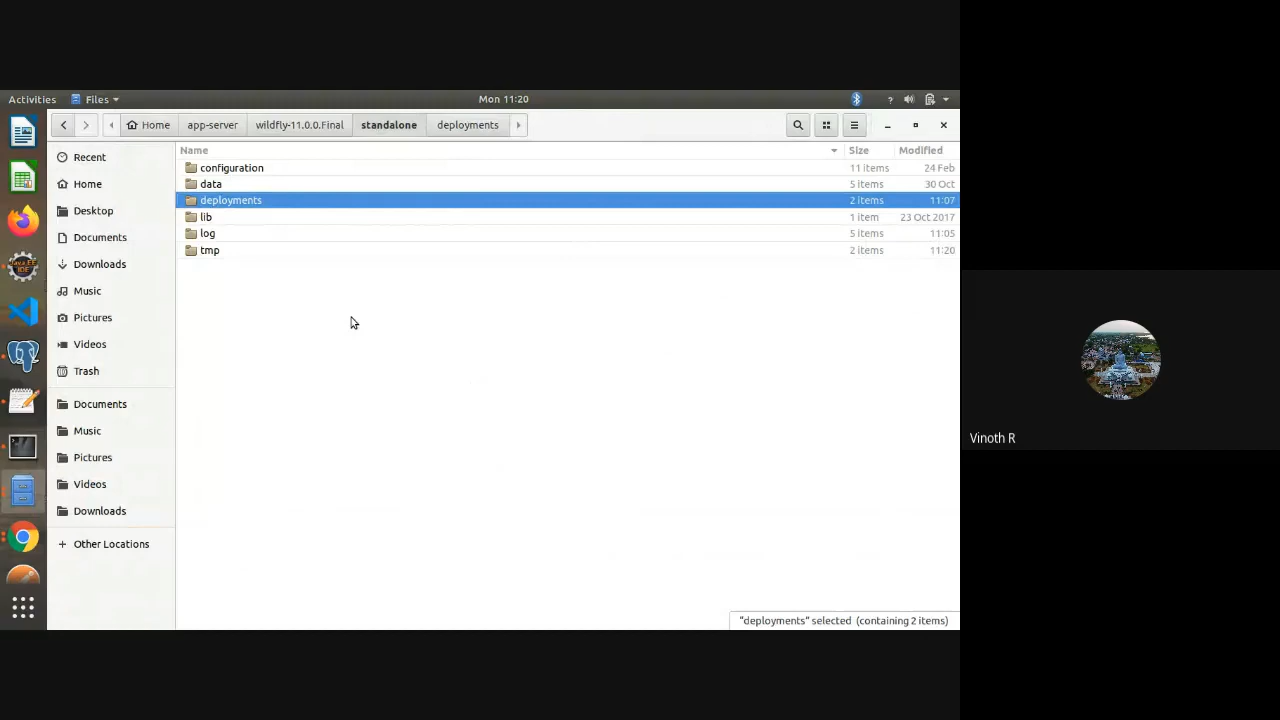 Activities Files Mon 11:20 ?
Home app-server wildfly-11.0.0.Final standalone deployments
Name Size Modified
Recent
Home
Desktop
Documents
Downloads
Music
Pictures
Videos
Trash
Documents
Music
Pictures
Videos
Downloads
+ Other Locations
configuration 11 items 24 Feb
data 5 items 30 Oct
deployments 2 items 11:07
lib 1 item 23 Oct 2017
log 5 items 11:05
tmp 2 items 11:20
"deployments" selected (containing 2 items)
Vinoth R